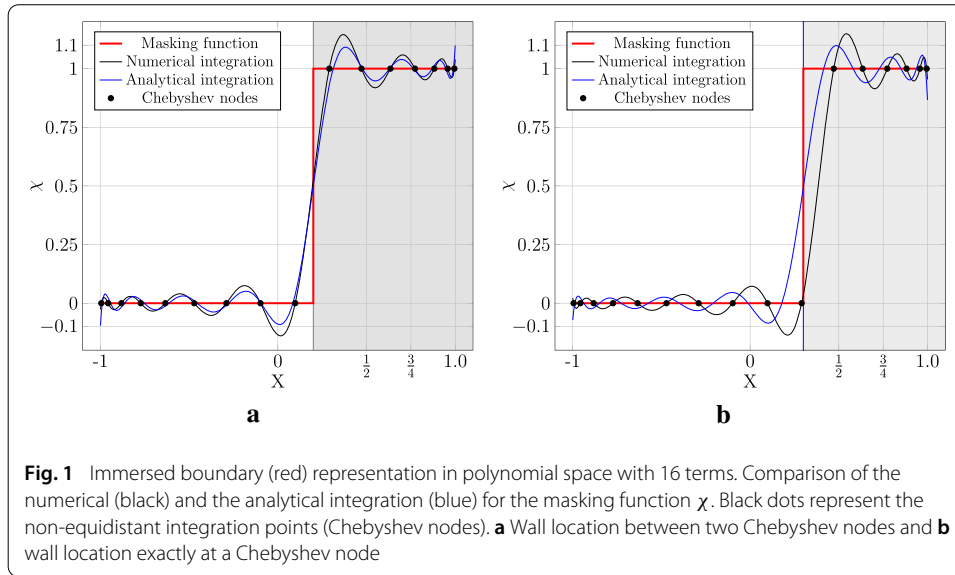 Masking function
Numerical integration
Analytical integration
Chebyshev nodes
1.1
1
0.75
0.5
0.25
0
−0.1
χ
-1
0
1/2
3/4
1.0
X
a
Masking function
Numerical integration
Analytical integration
Chebyshev nodes
1.1
1
0.75
0.5
0.25
0
−0.1
χ
-1
0
1/2
3/4
1.0
X
b
Fig. 1 Immersed boundary (red) representation in polynomial space with 16 terms. Comparison of the
numerical (black) and the analytical integration (blue) for the masking function χ. Black dots represent the
non-equidistant integration points (Chebyshev nodes). a Wall location between two Chebyshev nodes and b
wall location exactly at a Chebyshev node